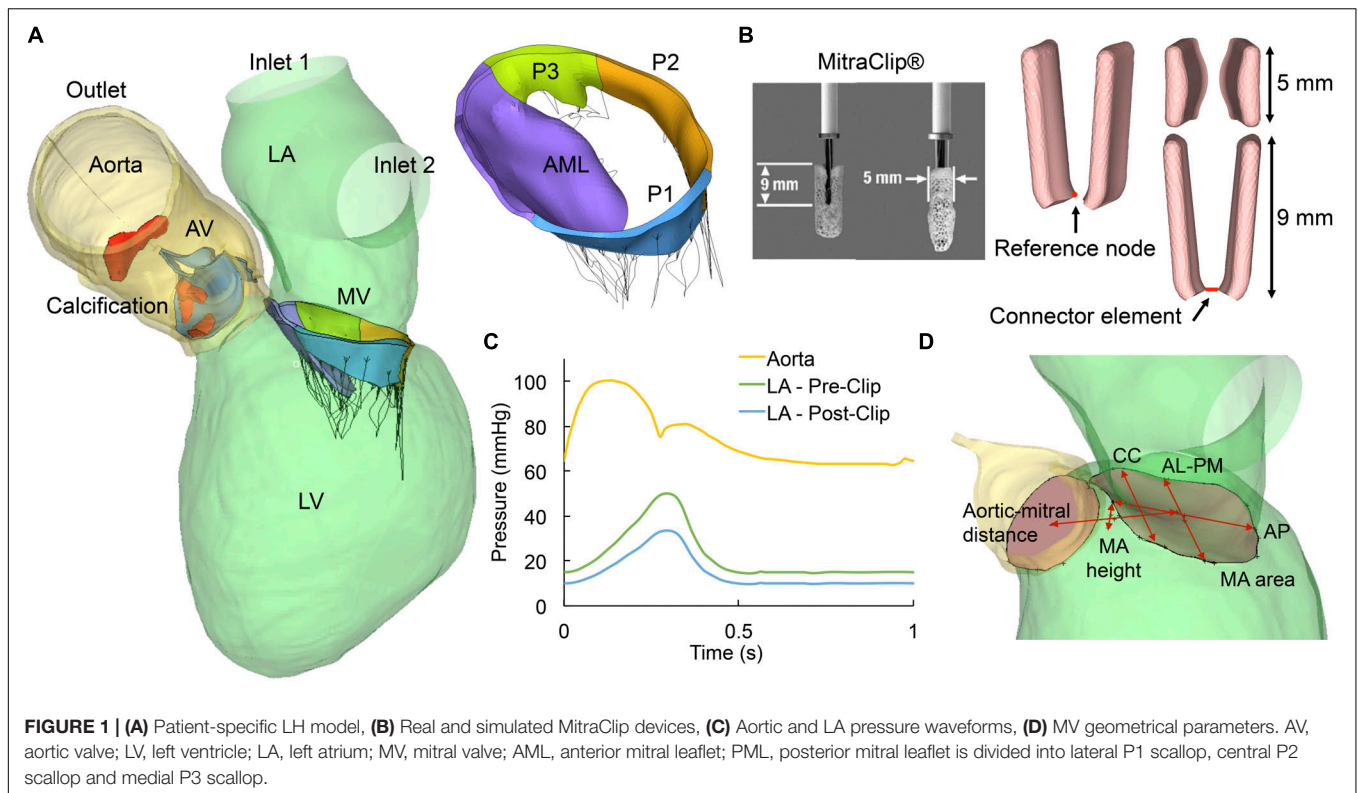 A
Inlet 1
Outlet
Aorta
LA
Inlet 2
AV
Calcification
MV
LV
P3
P2
AML
P1
B
MitraClip®
9 mm
5 mm
Reference node
5 mm
9 mm
Connector element
C
Aorta
LA - Pre-Clip
LA - Post-Clip
Pressure (mmHg)
100
80
60
40
20
0
0
0.5
1
Time (s)
D
CC
AL-PM
Aortic-mitral
distance
AP
MA
height
MA area
FIGURE 1 | (A) Patient-specific LH model, (B) Real and simulated MitraClip devices, (C) Aortic and LA pressure waveforms, (D) MV geometrical parameters. AV,
aortic valve; LV, left ventricle; LA, left atrium; MV, mitral valve; AML, anterior mitral leaflet; PML, posterior mitral leaflet is divided into lateral P1 scallop, central P2
scallop and medial P3 scallop.